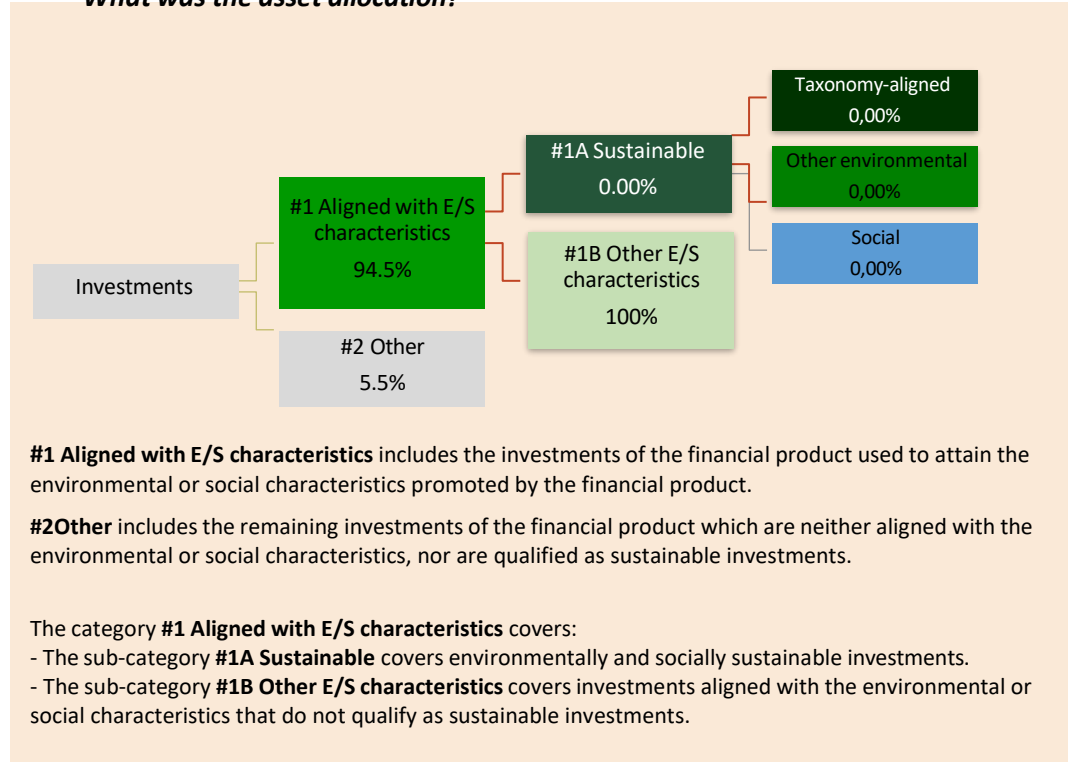 What was the asset allocation?
Taxonomy-aligned
0,00%
#1A Sustainable
0.00%
Other environmental
0,00%
#1 Aligned with E/S
characteristics
94.5%
Social
0,00%
#1B Other E/S
characteristics
100%
Investments
#2 Other
5.5%
#1 Aligned with E/S characteristics includes the investments of the financial product used to attain the
environmental or social characteristics promoted by the financial product.
#2Other includes the remaining investments of the financial product which are neither aligned with the
environmental or social characteristics, nor are qualified as sustainable investments.
The category #1 Aligned with E/S characteristics covers:
- The sub-category #1A Sustainable covers environmentally and socially sustainable investments.
- The sub-category #1B Other E/S characteristics covers investments aligned with the environmental or
social characteristics that do not qualify as sustainable investments.